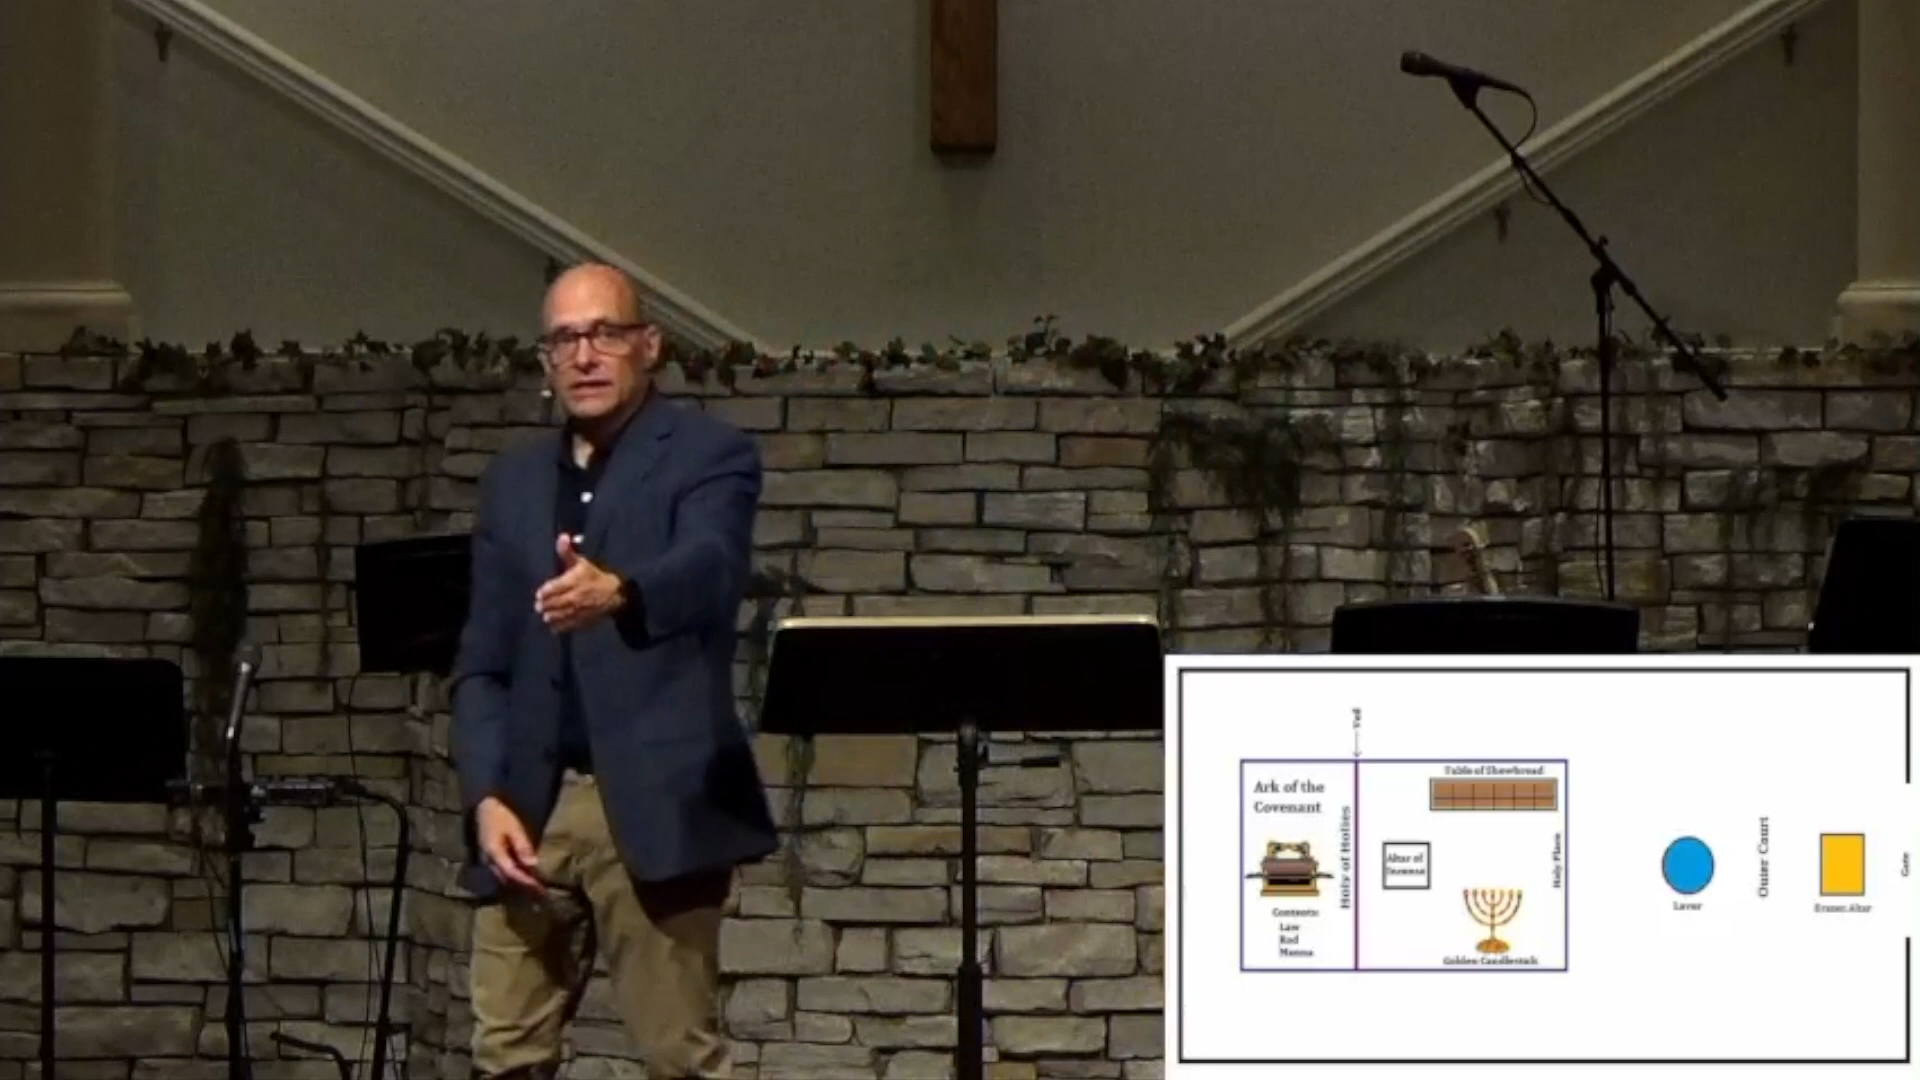 Veil
Table of Shewbread
Ark of the
Covenant
Holy of Holies
Altar of
Incense
Holy Place
Contents:
Law
Rod
Manna
Golden Candlestick
Laver
Outer Court
Brazen Altar
Gate